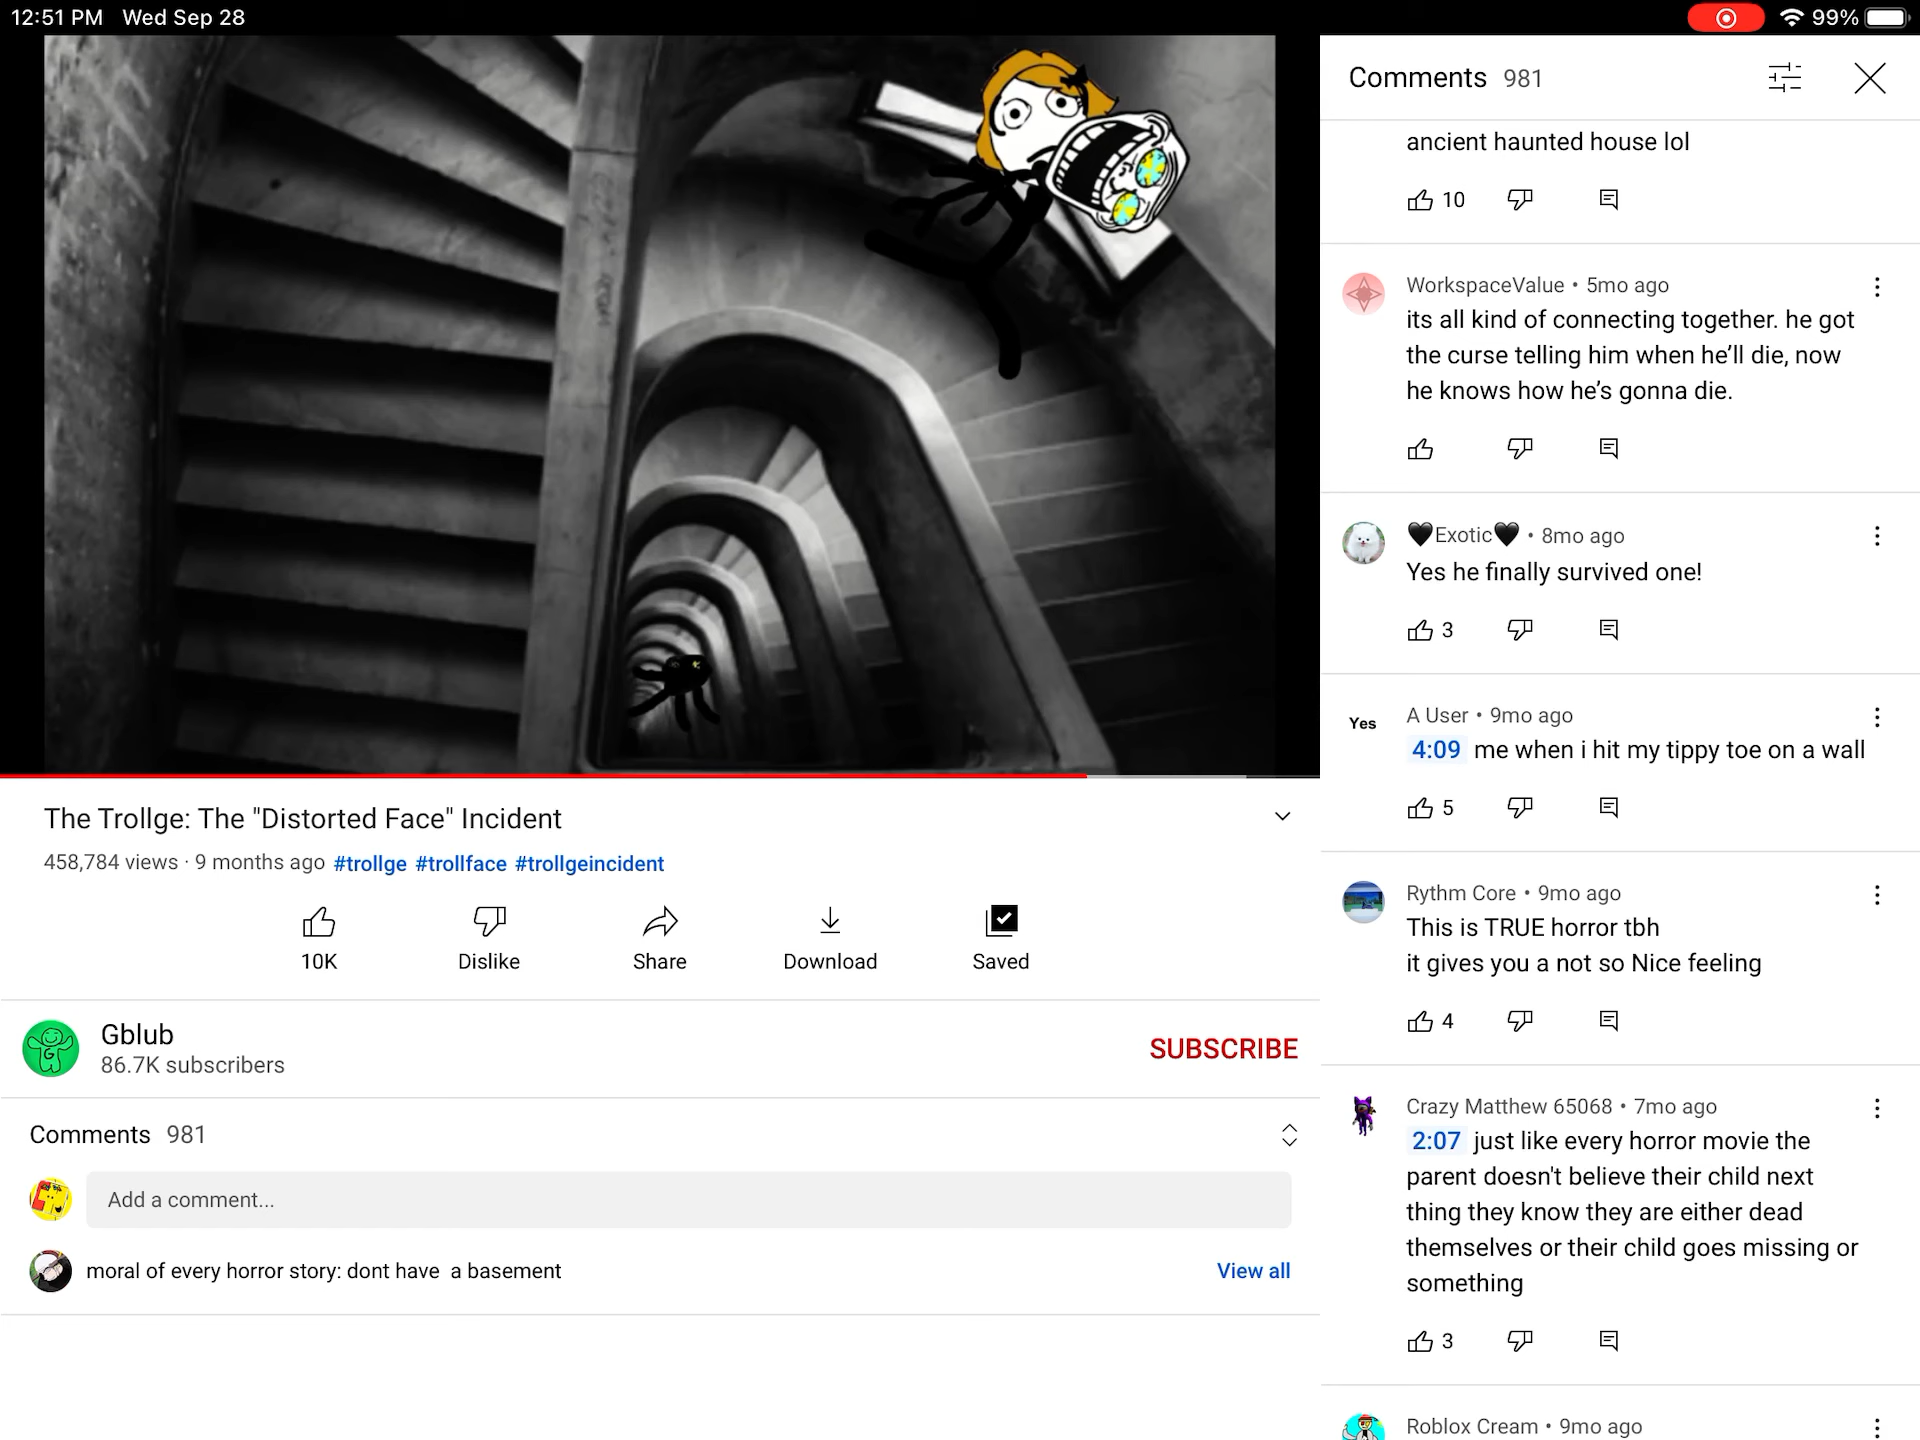 12:51 PM Wed Sep 28
99%
The Trollge: The "Distorted Face" Incident
458,784 views · 9 months ago #trollge #trollface #trollgeincident
10K
Dislike
Share
Download
Saved
Gblub
86.7K subscribers
SUBSCRIBE
Comments 981
Add a comment...
moral of every horror story: dont have  a basement
View all
Comments 981
ancient haunted house lol
10
WorkspaceValue • 5mo ago
its all kind of connecting together. he got
the curse telling him when he’ll die, now
he knows how he’s gonna die.
🖤Exotic🖤 • 8mo ago
Yes he finally survived one!
3
Yes
A User • 9mo ago
4:09 me when i hit my tippy toe on a wall
5
Rythm Core • 9mo ago
This is TRUE horror tbh
it gives you a not so Nice feeling
4
Crazy Matthew 65068 • 7mo ago
2:07 just like every horror movie the
parent doesn't believe their child next
thing they know they are either dead
themselves or their child goes missing or
something
3
Roblox Cream • 9mo ago